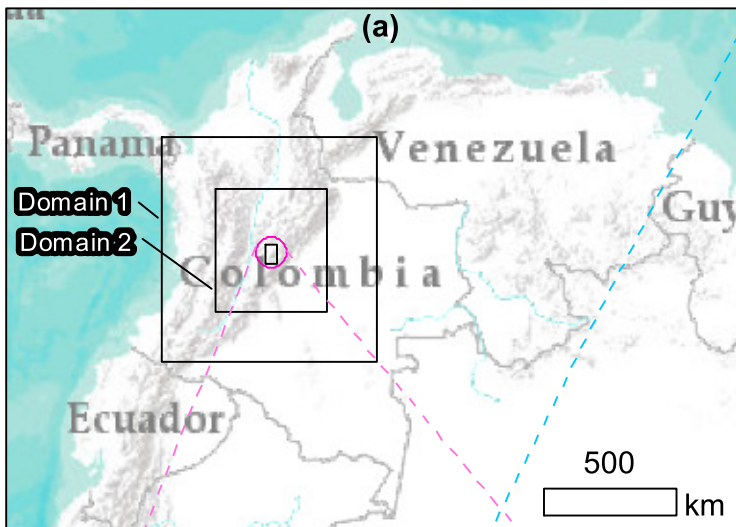 (a)
Panama
Venezuela
Domain 1
Guy
Domain 2
Colombia
Ecuador
500
km